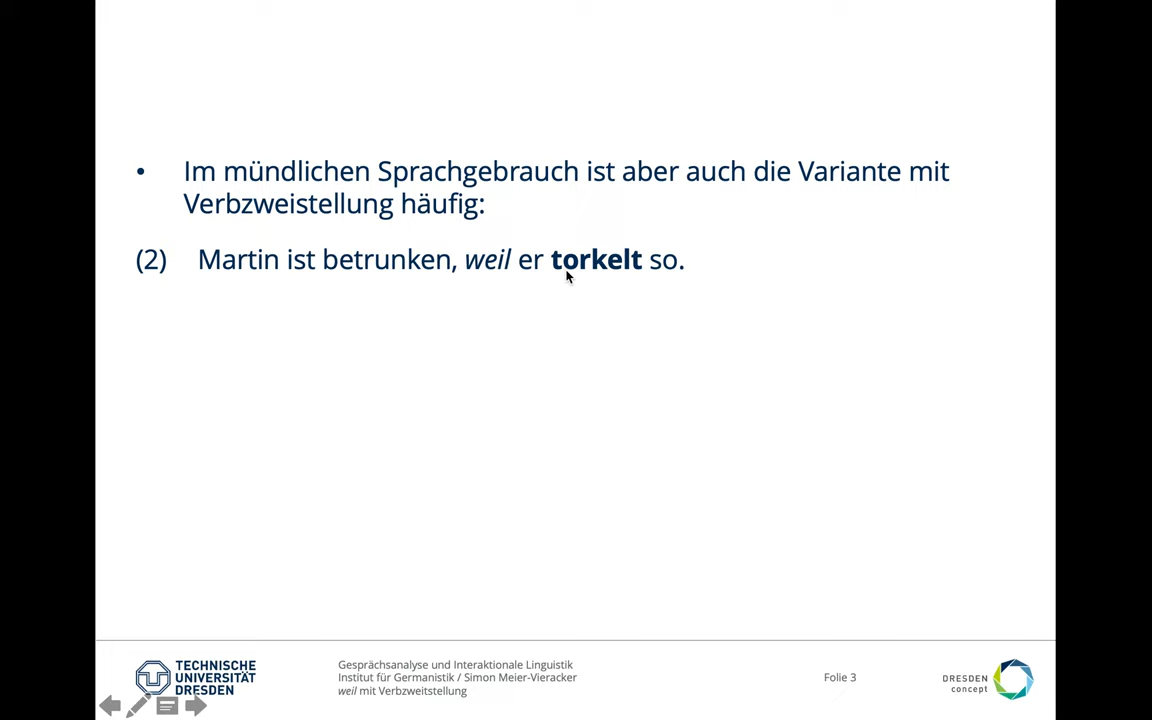 • Im mündlichen Sprachgebrauch ist aber auch die Variante mit
Verbzweistellung häufig:
(2) Martin ist betrunken, weil er torkelt so.
TECHNISCHE
UNIVERSITÄT
DRESDEN
Gesprächsanalyse und Interaktionale Linguistik
Institut für Germanistik / Simon Meier-Vieracker
weil mit Verbzweitstellung
Folie 3
DRESDEN
concept